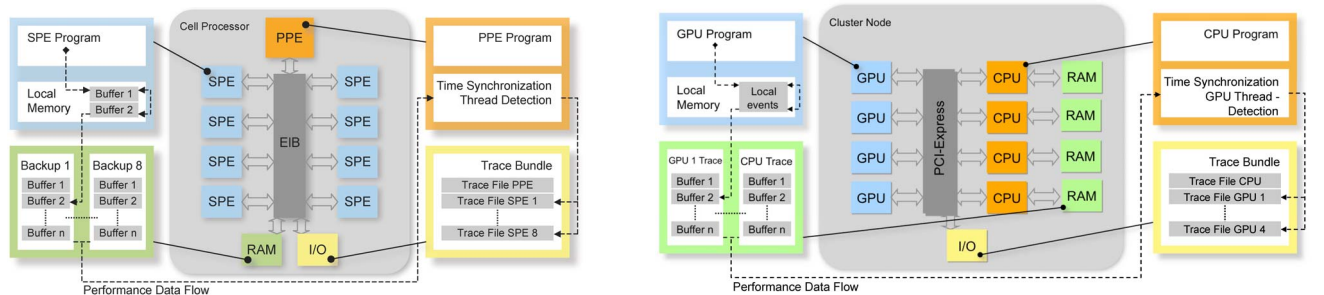 Cell Processor
SPE Program
Local
Memory
Buffer 1
Buffer 2
PPE
SPE
SPE
SPE
SPE
SPE
SPE
SPE
SPE
EIB
RAM
I/O
PPE Program
Time Synchronization
Thread Detection
Backup 1
Backup 8
Buffer 1
Buffer 1
Buffer 2
Buffer 2
Buffer n
Buffer n
Trace Bundle
Trace File PPE
Trace File SPE 1
Trace File SPE 8
Performance Data Flow
Cluster Node
GPU Program
Local
Memory
Local
events
GPU
CPU
RAM
GPU
CPU
RAM
GPU
CPU
RAM
GPU
CPU
RAM
PCI-Express
I/O
CPU Program
Time Synchronization
GPU Thread -
Detection
GPU 1 Trace
CPU Trace
Buffer 1
Buffer 1
Buffer 2
Buffer 2
Buffer n
Buffer n
Trace Bundle
Trace File CPU
Trace File GPU 1
Trace File GPU 4
Performance Data Flow